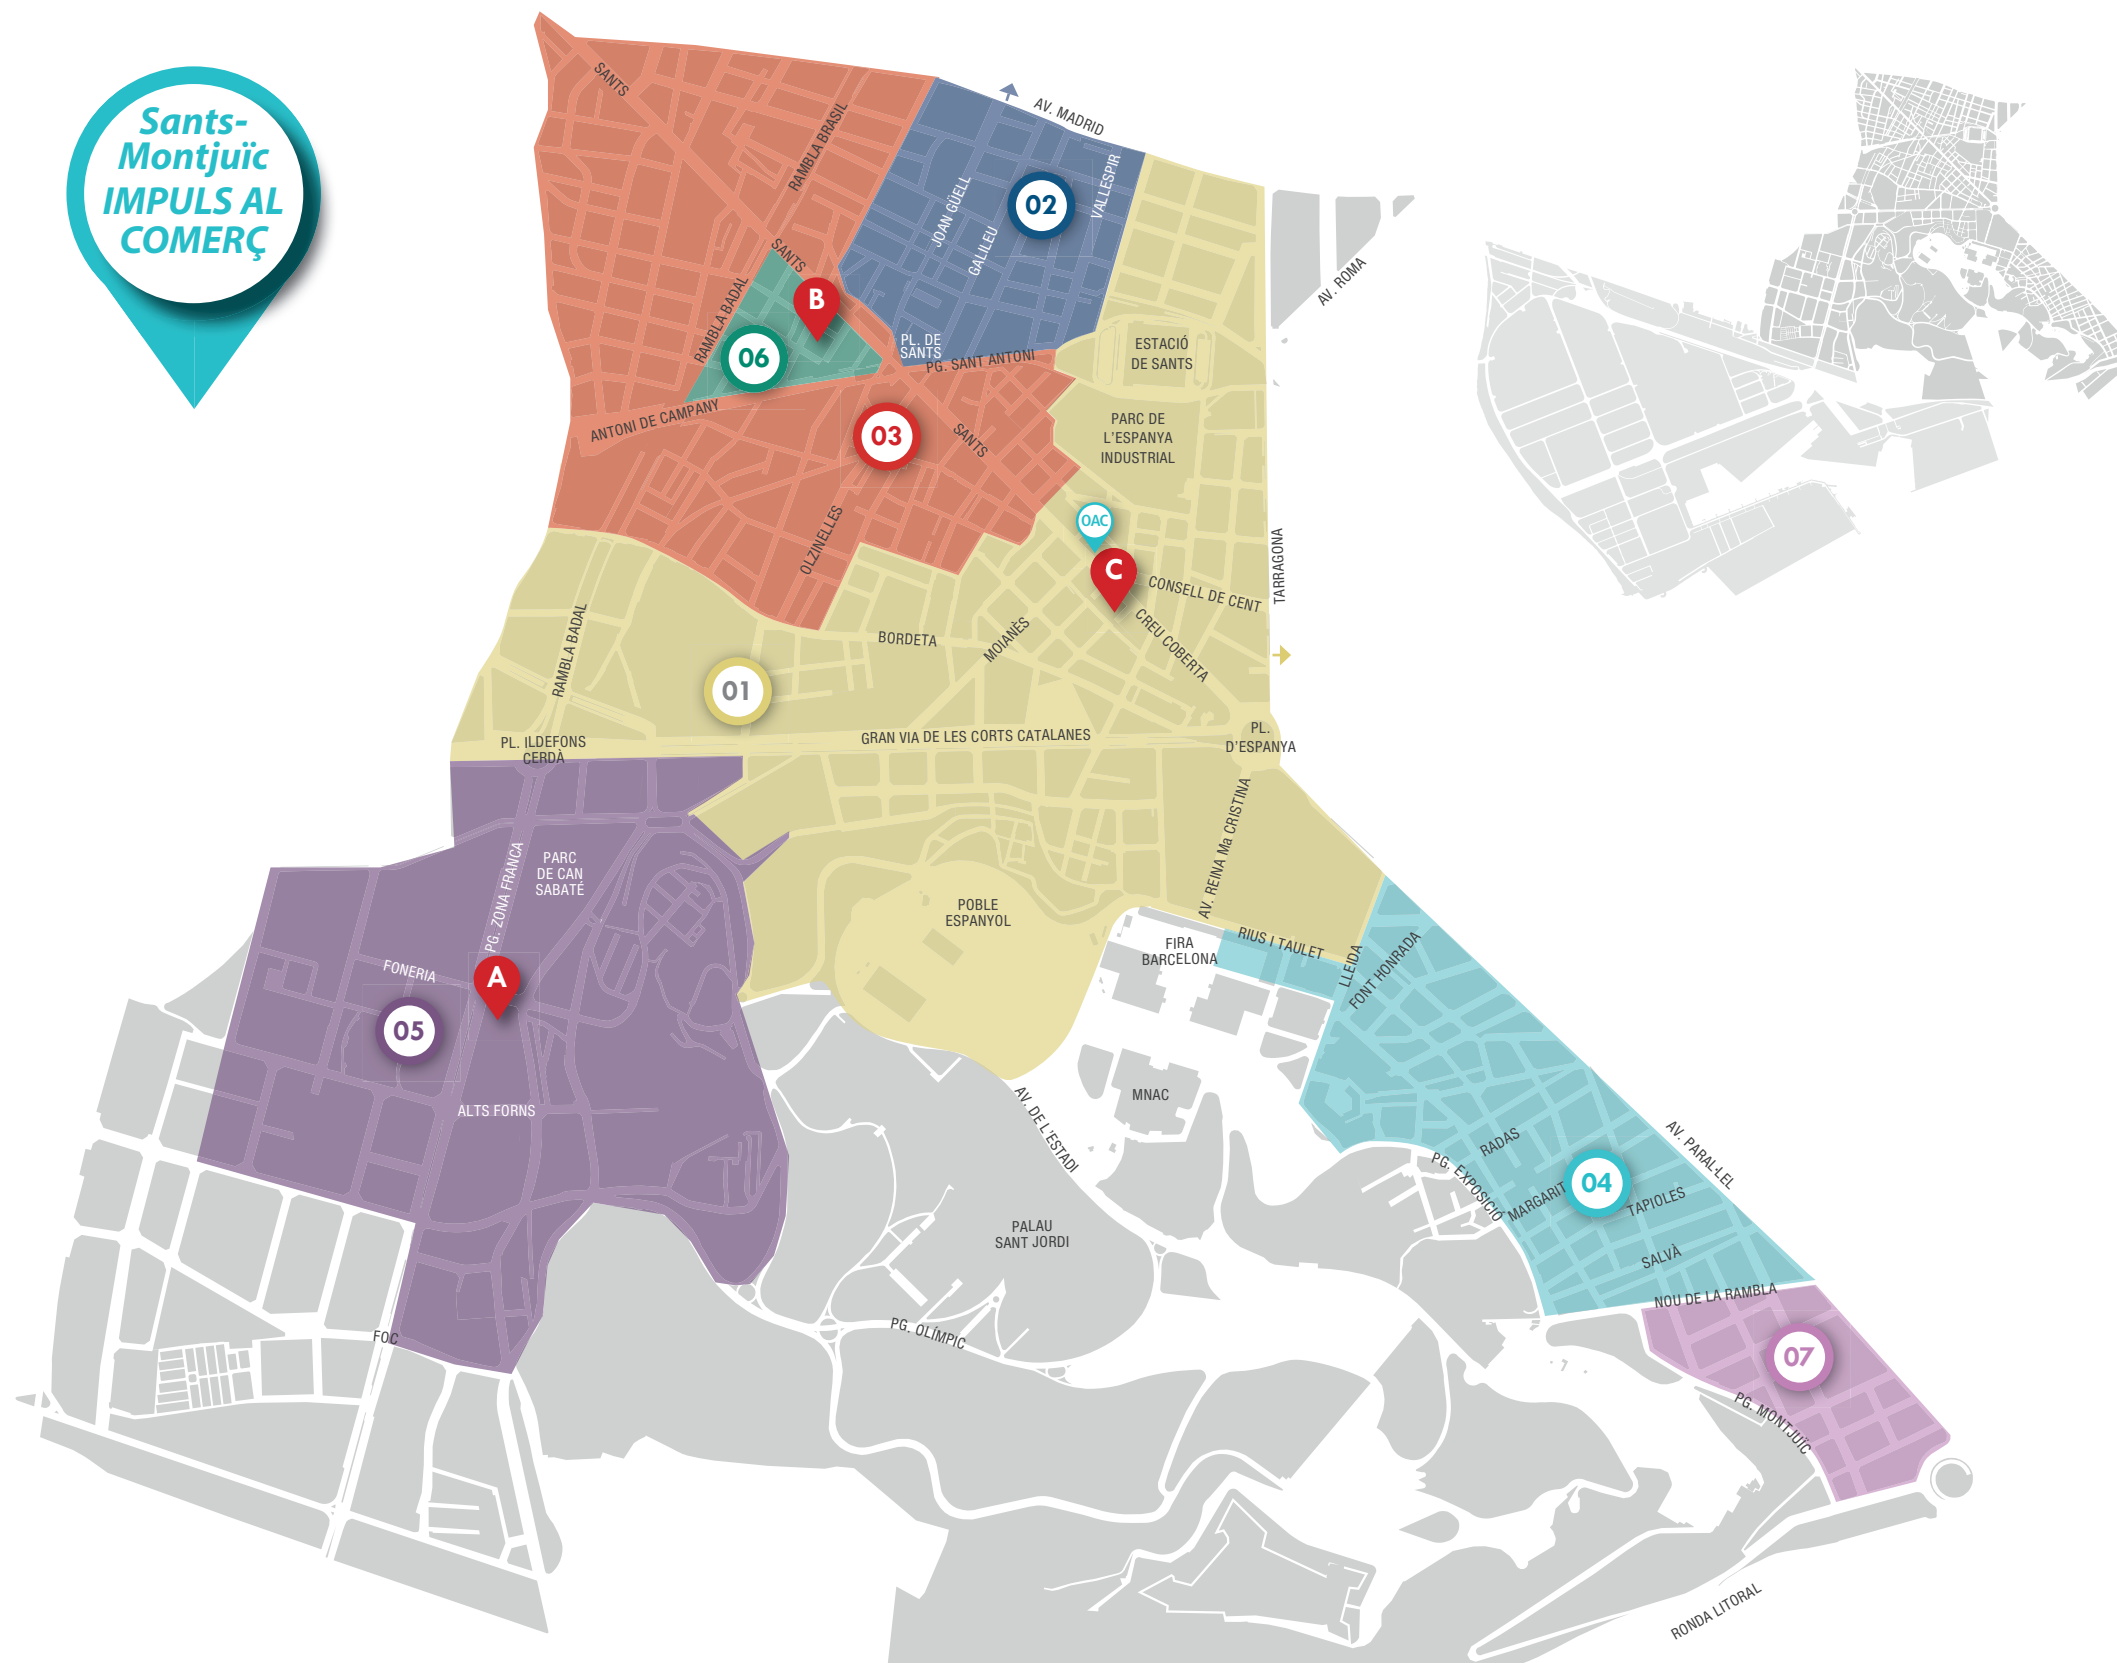 Sants-
Montjuïc
IMPULS AL
COMERÇ
SANTS
RAMBLA BRASIL
AV. MADRID
02
JOAN GÜELL
GALILEU
VALLESPIR
AV. ROMA
SANTS
RAMBLA BADAL
B
06
PL. DE
SANTS
PG. SANT ANTONI
ESTACIÓ
DE SANTS
ANTONI DE CAMPANY
03
SANTS
PARC DE
L'ESPANYA
INDUSTRIAL
OLZINELLES
OAC
C
CONSELL DE CENT
TARRAGONA
CREU COBERTA
RAMBLA BADAL
BORDETA
MOIANÈS
01
PL. ILDEFONS
CERDÀ
GRAN VIA DE LES CORTS CATALANES
PL.
D'ESPANYA
AV. REINA Ma CRISTINA
PG. ZONA FRANCA
PARC
DE CAN
SABATÉ
POBLE
ESPANYOL
FIRA
BARCELONA
RIUS I TAULET
LLEIDA
FONT HONRADA
FONERIA
A
05
ALTS FORNS
MNAC
AV. DE L'ESTADI
PALAU
SANT JORDI
PG. EXPOSICIÓ
RADAS
MARGARIT
04
TAPIOLES
SALVÀ
AV. PARAL·LEL
NOU DE LA RAMBLA
FOC
PG. OLÍMPIC
07
PG. MONTJUÏC
RONDA LITORAL